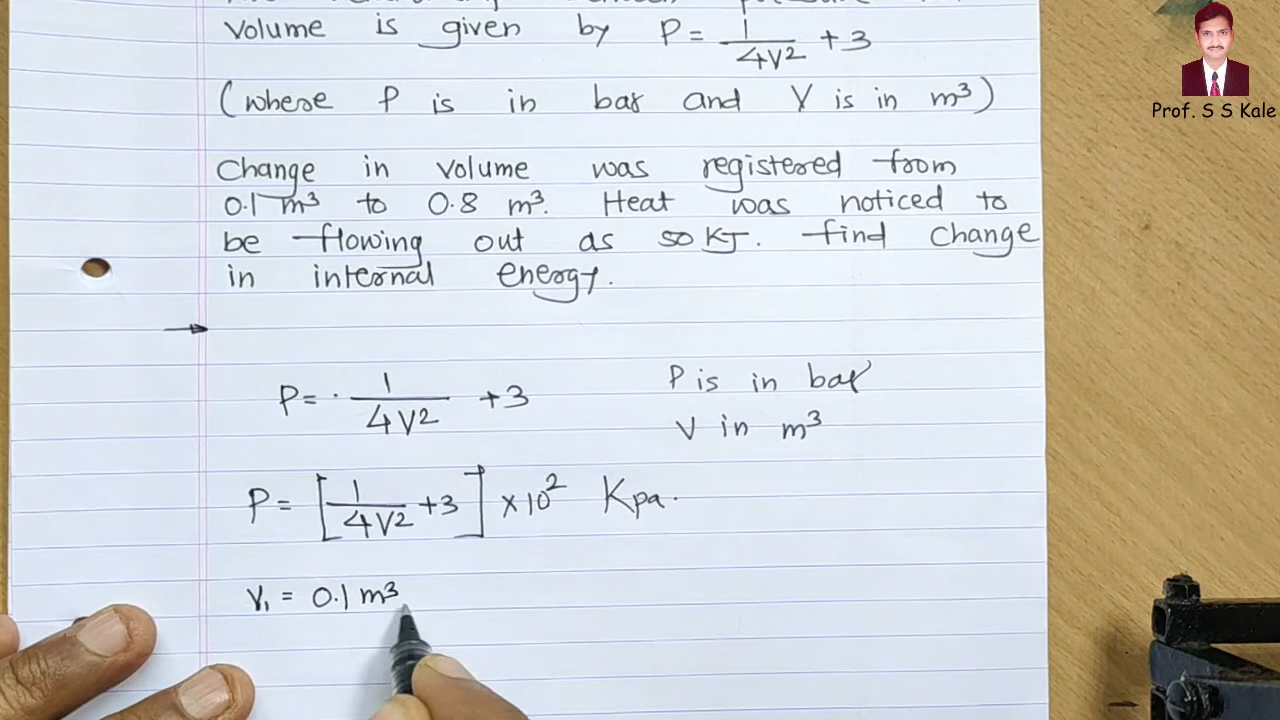 Volume is given by P = 1/4V² + 3
(where P is in bar and V is in m³)
Change in volume was registered from
0.1 m³ to 0.8 m³. Heat was noticed to
be flowing out as 50 KJ. find change
in internal energy.
P = 1/4V² + 3 P is in bar
V in m³
P = [1/4V² + 3] × 10² Kpa.
V₁ = 0.1 m³
Prof. S S Kale